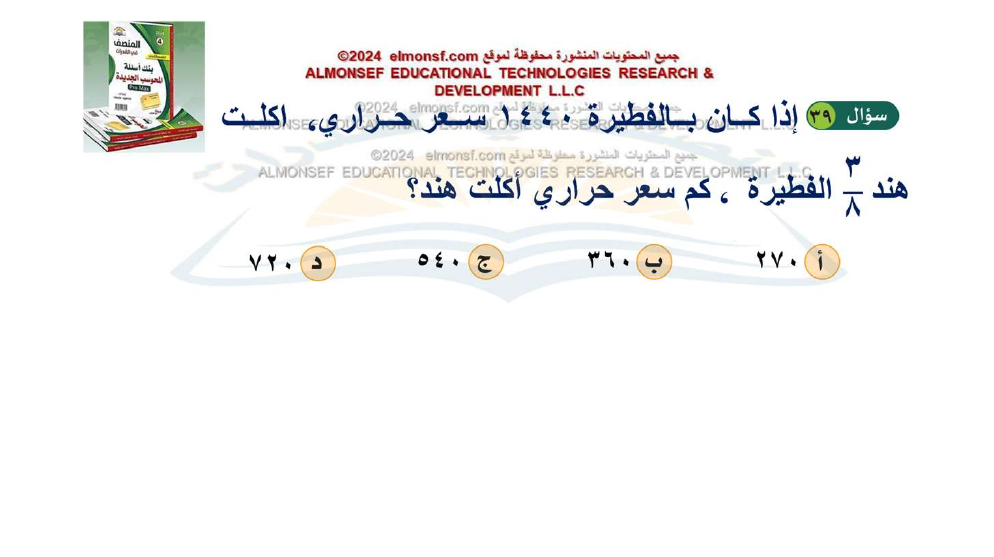 المنصف
في القدرات
بنك أسئلة
المحوسب الجديدة
Pro Max
جميع المحتويات المنشورة محفوظة لموقع elmonsf.com ©2024
ALMONSEF EDUCATIONAL TECHNOLOGIES RESEARCH &
DEVELOPMENT L.L.C
جميع المحتويات المنشورة محفوظة لموقع elmonsf.com ©2024
ALMONSEF EDUCATIONAL TECHNOLOGIES RESEARCH & DEVELOPMENT L.L.C
سؤال ٣٩ إذا كان بالفطيرة ١٤٤٠ سعر حراري، اكلت
جميع المحتويات المنشورة محفوظة لموقع elmonsf.com ©2024
ALMONSEF EDUCATIONAL TECHNOLOGIES RESEARCH & DEVELOPMENT L.L.C
هند ٣/٨ الفطيرة ، كم سعر حراري أكلت هند؟
أ ٢٧٠ ب ٣٦٠ ج ٥٤٠ د ٧٢٠